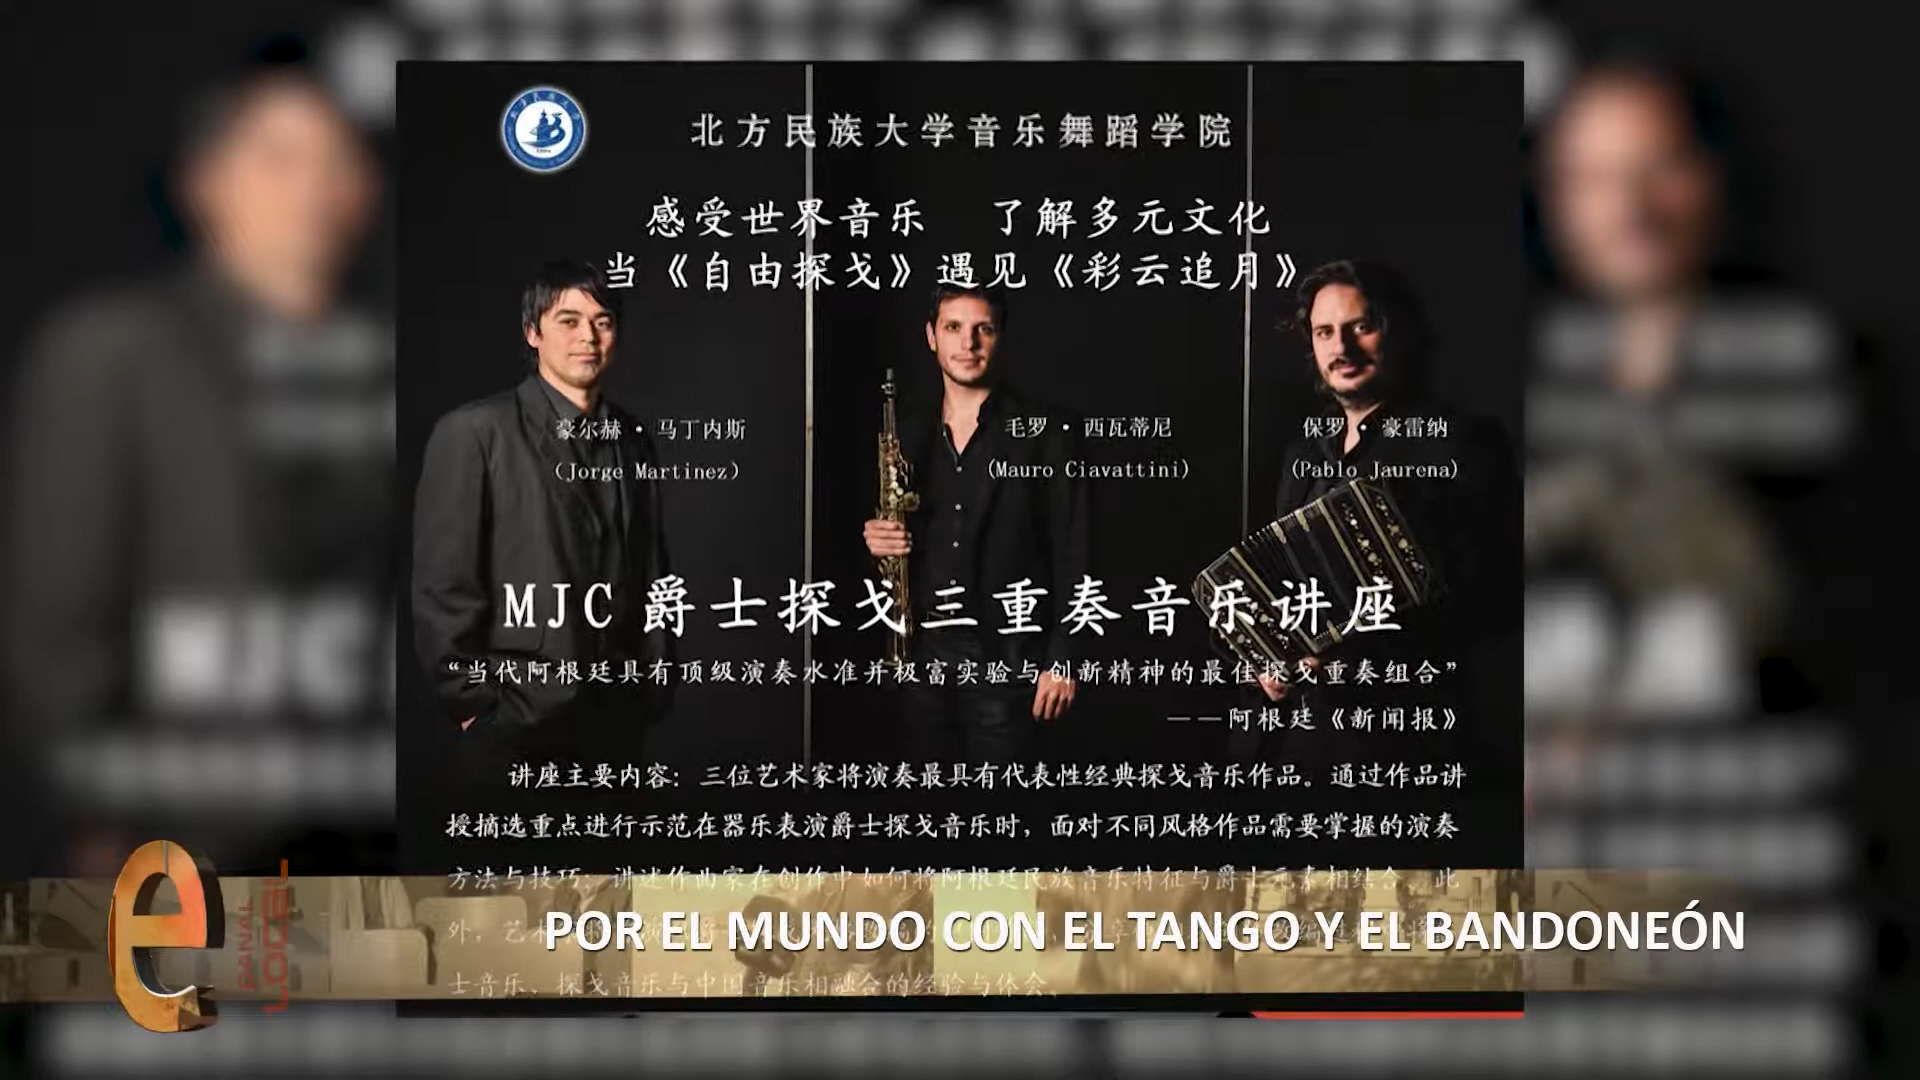 北方民族大学音乐舞蹈学院
感受世界音乐 了解多元文化
当《自由探戈》遇见《彩云追月》
豪尔赫·马丁内斯
(Jorge Martinez)
毛罗·西瓦蒂尼
(Mauro Ciavattini)
保罗·豪雷纳
(Pablo Jaurena)
MJC 爵士探戈三重奏音乐讲座
“当代阿根廷具有顶级演奏水准并极富实验与创新精神的最佳探戈重奏组合”
——阿根廷《新闻报》
讲座主要内容：三位艺术家将演奏最具有代表性经典探戈音乐作品。通过作品讲
授摘选重点进行示范在器乐表演爵士探戈音乐时，面对不同风格作品需要掌握的演奏
方法与技巧；讲述作曲家在创作中如何将阿根廷民族音乐特征与爵士元素相结合。此
外，艺术
士音乐、探戈音乐与中国音乐相融合的经验与体会。
e CANAL LOCAL
POR EL MUNDO CON EL TANGO Y EL BANDONEÓN